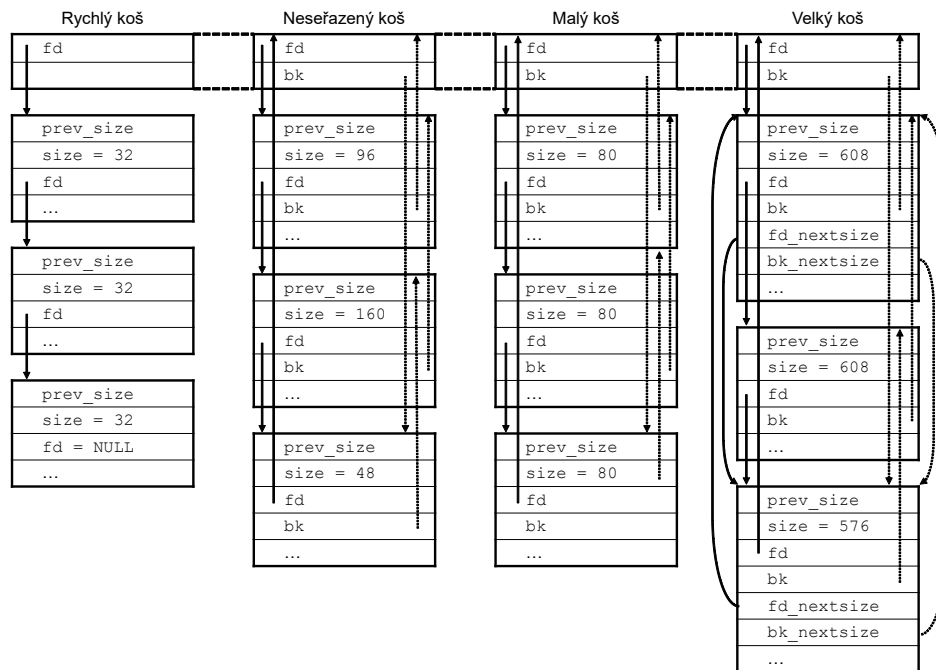 Rychlý koš
fd
prev_size
size = 32
fd
...
prev_size
size = 32
fd
...
prev_size
size = 32
fd = NULL
...
Neseřazený koš
fd
bk
prev_size
size = 96
fd
bk
...
prev_size
size = 160
fd
bk
...
prev_size
size = 48
fd
bk
...
Malý koš
fd
bk
prev_size
size = 80
fd
bk
...
prev_size
size = 80
fd
bk
...
prev_size
size = 80
fd
bk
...
Velký koš
fd
bk
prev_size
size = 608
fd
bk
fd_nextsize
bk_nextsize
...
prev_size
size = 608
fd
bk
...
prev_size
size = 576
fd
bk
fd_nextsize
bk_nextsize
...